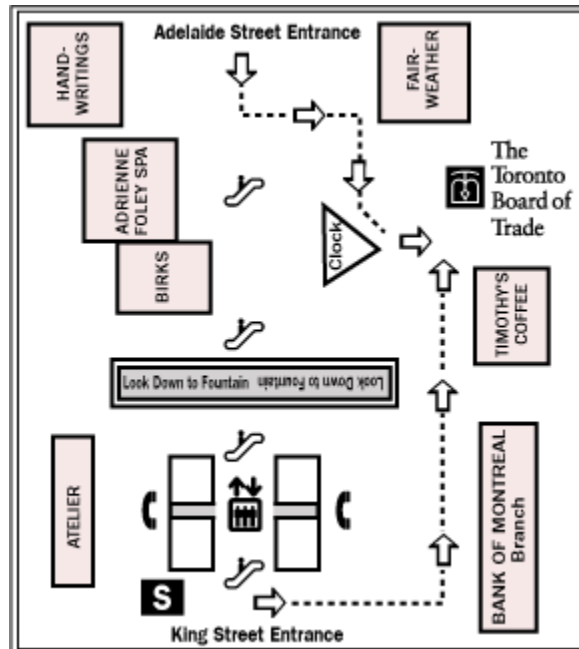 Adelaide Street Entrance
HAND-
WRITINGS
FAIR-
WEATHER
ADRIENNE
FOLEY SPA
The
Toronto
Board of
Trade
Clock
BIRKS
TIMOTHY'S
COFFEE
Look Down to Fountain Look Down to Fountain
ATELIER
BANK OF MONTREAL
Branch
S
King Street Entrance